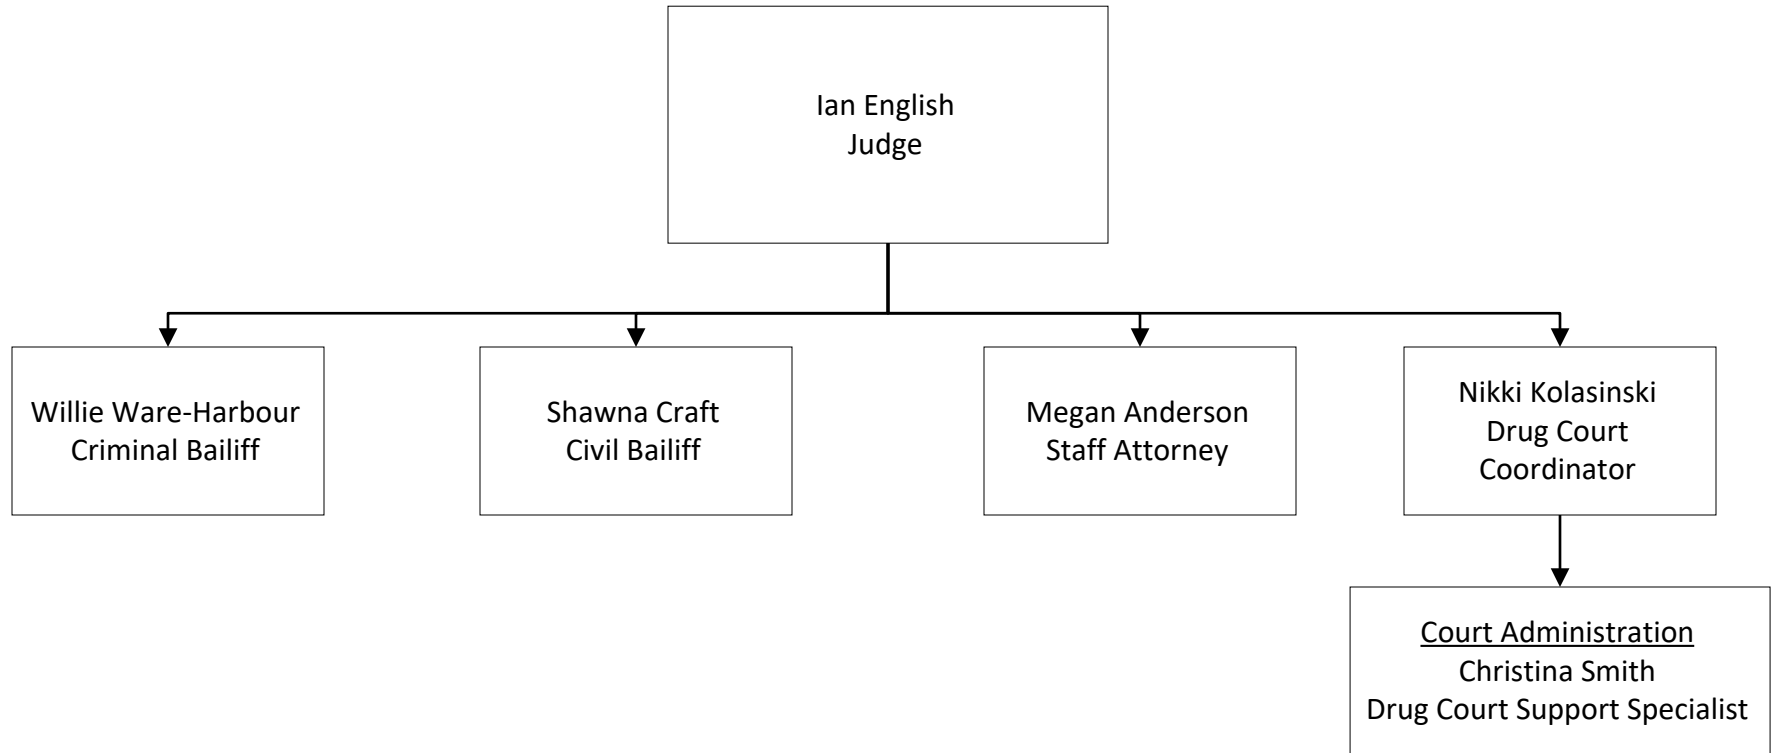 Ian English
Judge
Willie Ware-Harbour
Criminal Bailiff
Shawna Craft
Civil Bailiff
Megan Anderson
Staff Attorney
Nikki Kolasinski
Drug Court
Coordinator
Court Administration
Christina Smith
Drug Court Support Specialist